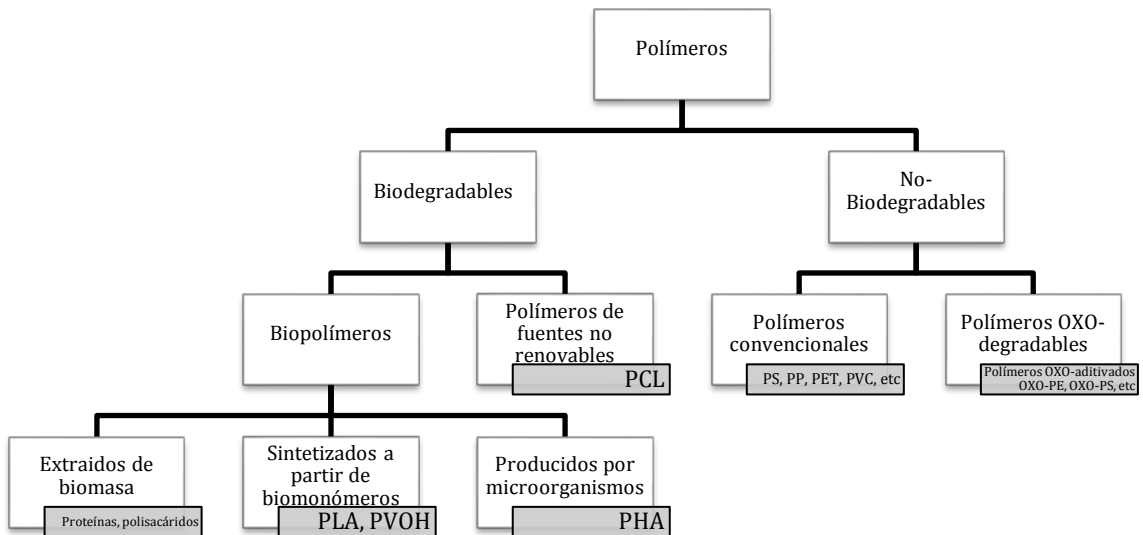 Polímeros
Biodegradables
No-
Biodegradables
Biopolímeros
Polímeros de
fuentes no
renovables
PCL
Polímeros
convencionales
PS, PP, PET, PVC, etc
Polímeros OXO-
degradables
Polímeros OXO-aditivados
OXO-PE, OXO-PS, etc
Extraidos de
biomasa
Proteínas, polisacáridos
Sintetizados a
partir de
biomonómeros
PLA, PVOH
Producidos por
microorganismos
PHA